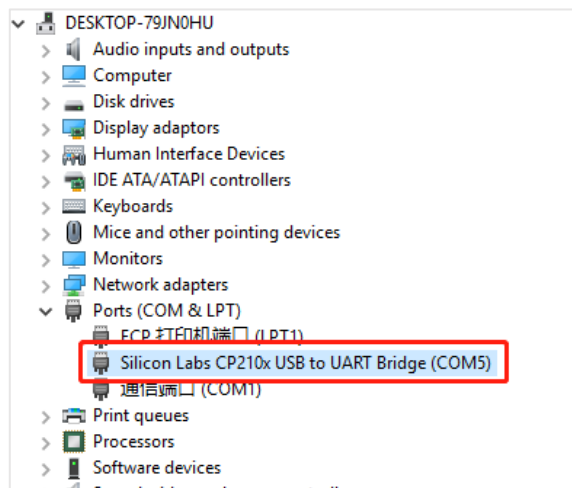 DESKTOP-79JN0HU
Audio inputs and outputs
Computer
Disk drives
Display adaptors
Human Interface Devices
IDE ATA/ATAPI controllers
Keyboards
Mice and other pointing devices
Monitors
Network adapters
Ports (COM & LPT)
ECP 打印机端口 (LPT1)
Silicon Labs CP210x USB to UART Bridge (COM5)
通信端口 (COM1)
Print queues
Processors
Software devices